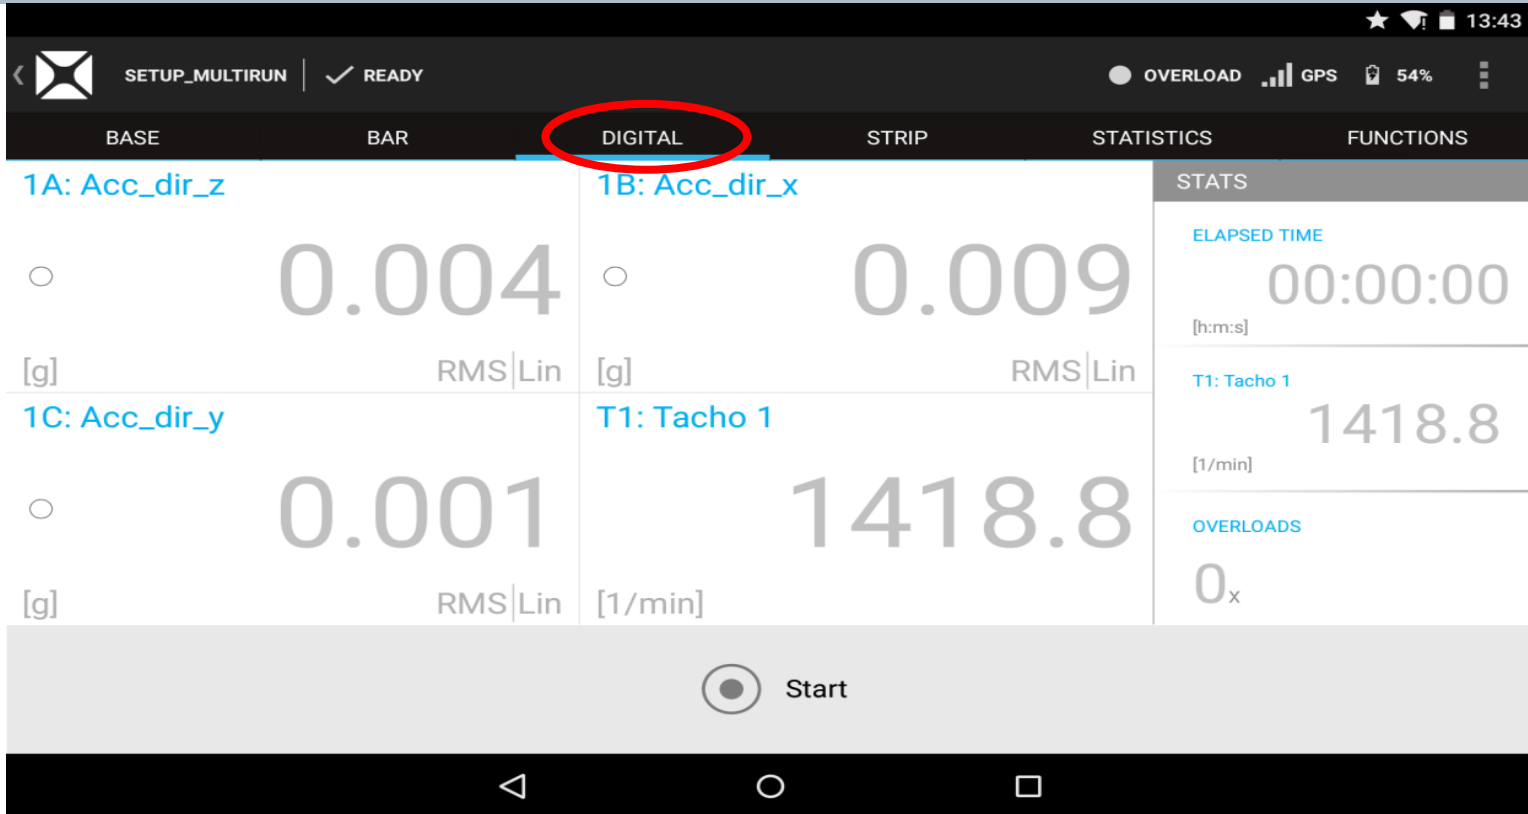 13:43
SETUP_MULTIRUN READY OVERLOAD GPS 54%
BASE BAR DIGITAL STRIP STATISTICS FUNCTIONS
1A: Acc_dir_z
0.004
[g] RMS Lin
1B: Acc_dir_x
0.009
[g] RMS Lin
1C: Acc_dir_y
0.001
[g] RMS Lin
T1: Tacho 1
1418.8
[1/min]
STATS
ELAPSED TIME
00:00:00
[h:m:s]
T1: Tacho 1
1418.8
[1/min]
OVERLOADS
0x
Start